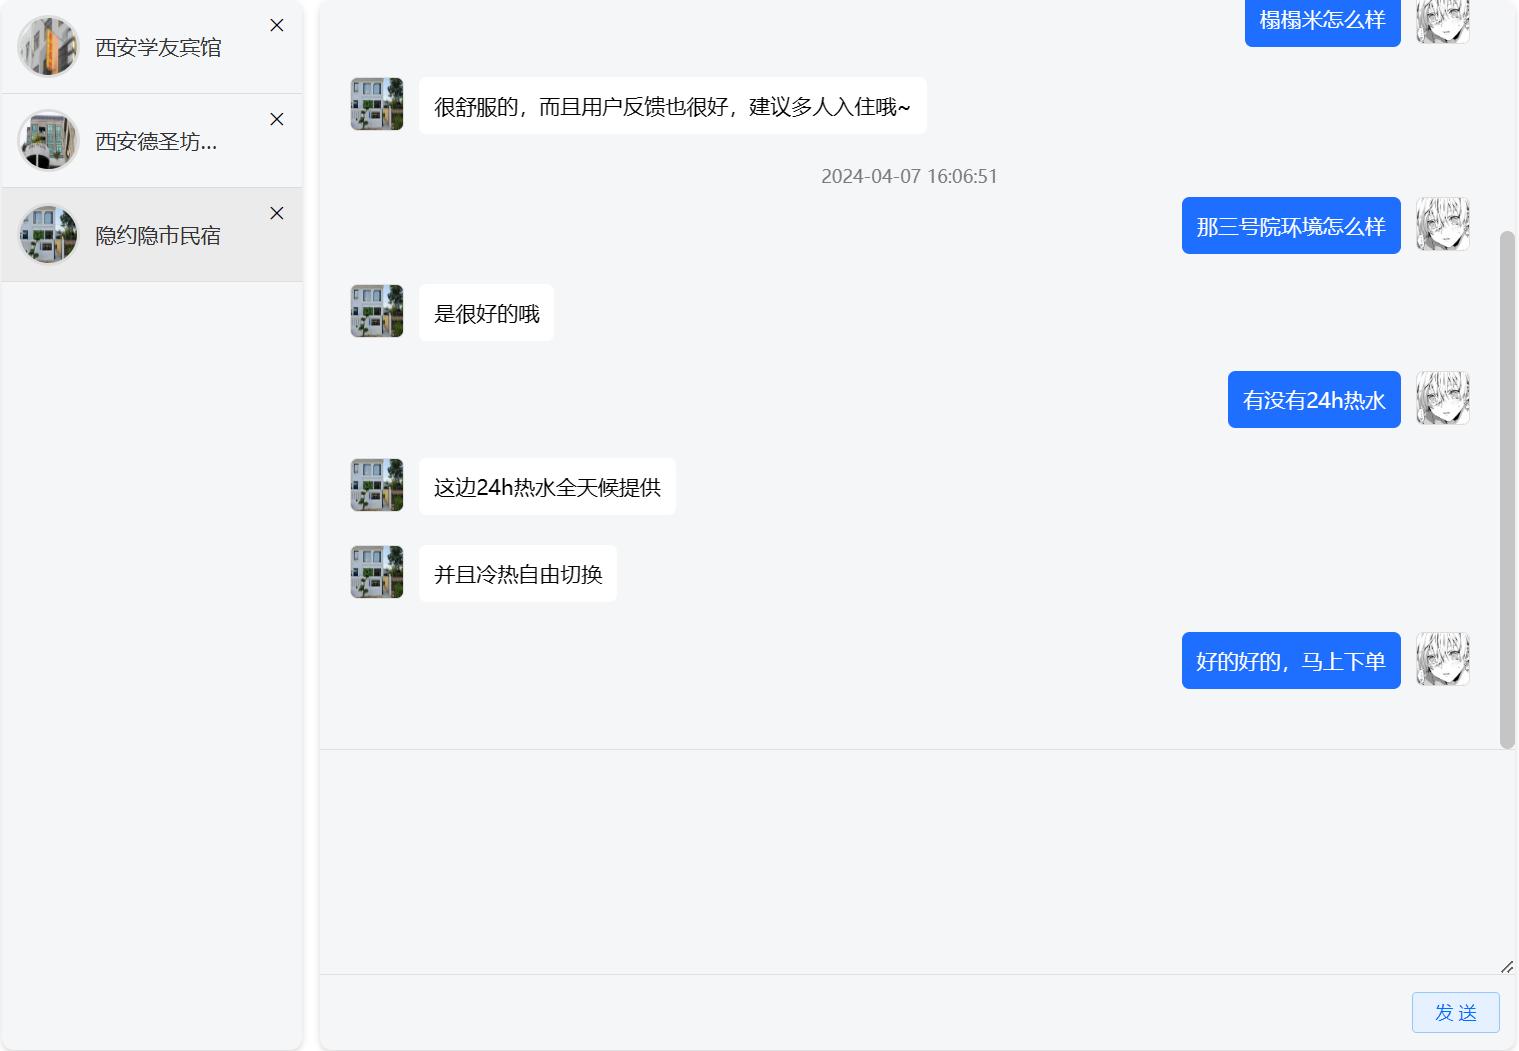 西安学友宾馆
西安德圣坊...
隐约隐市民宿
榻榻米怎么样
很舒服的，而且用户反馈也很好，建议多人入住哦~
2024-04-07 16:06:51
那三号院环境怎么样
是很好的哦
有没有24h热水
这边24h热水全天候提供
并且冷热自由切换
好的好的，马上下单
发 送